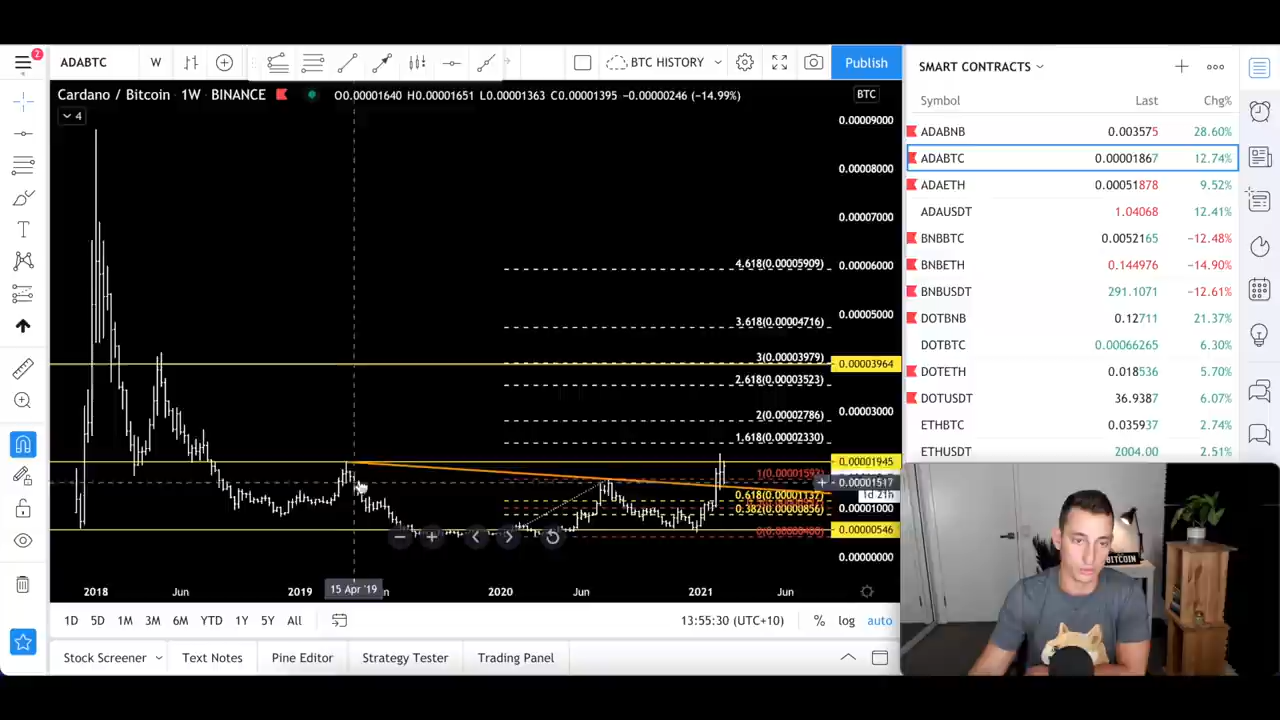 2
ADABTC W BTC HISTORY Publish
Cardano / Bitcoin 1W BINANCE O0.00001640 H0.00001651 L0.00001363 C0.00001395 −0.00000246 (−14.99%) BTC
4
0.00009000
0.00008000
0.00007000
0.00006000
4.618(0.00005909)
0.00005000
3.618(0.00004716)
3(0.00003979)
0.00003964
2.618(0.00003523)
0.00003000
2(0.00002786)
1.618(0.00002330)
0.00001945
1(0.00001593)
0.00001517
1d 21h
0.618(0.00001137)
0.382(0.00000856)
0.00001000
0.00000546
0.00000000
2018 Jun 2019 15 Apr '19 2020 Jun 2021 Jun
1D 5D 1M 3M 6M YTD 1Y 5Y All 13:55:30 (UTC+10) % log auto
Stock Screener Text Notes Pine Editor Strategy Tester Trading Panel
SMART CONTRACTS
Symbol Last Chg%
ADABNB 0.003575 28.60%
ADABTC 0.00001867 12.74%
ADAETH 0.00051878 9.52%
ADAUSDT 1.04068 12.41%
BNBBTC 0.0052165 −12.48%
BNBETH 0.144976 −14.90%
BNBUSDT 291.1071 −12.61%
DOTBNB 0.12711 21.37%
DOTBTC 0.00066265 6.30%
DOTETH 0.018536 5.70%
DOTUSDT 36.9387 6.07%
ETHBTC 0.035937 2.74%
ETHUSDT 2004.00 2.51%
BITCOIN